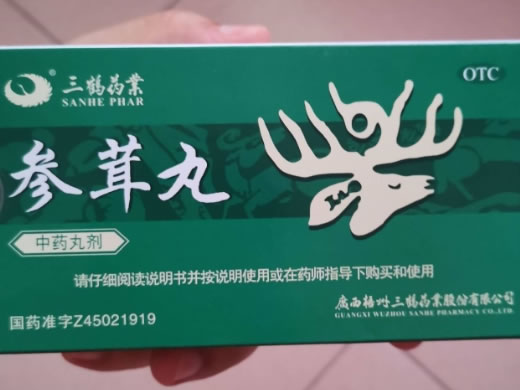 三鹤药业
SANHE PHAR
®
OTC
参茸丸
中药丸剂
请仔细阅读说明书并按说明使用或在药师指导下购买和使用
国药准字Z45021919
广西梧州三鹤药业股份有限公司
GUANGXI WUZHOU SANHE PHARMACY CO.,LTD.